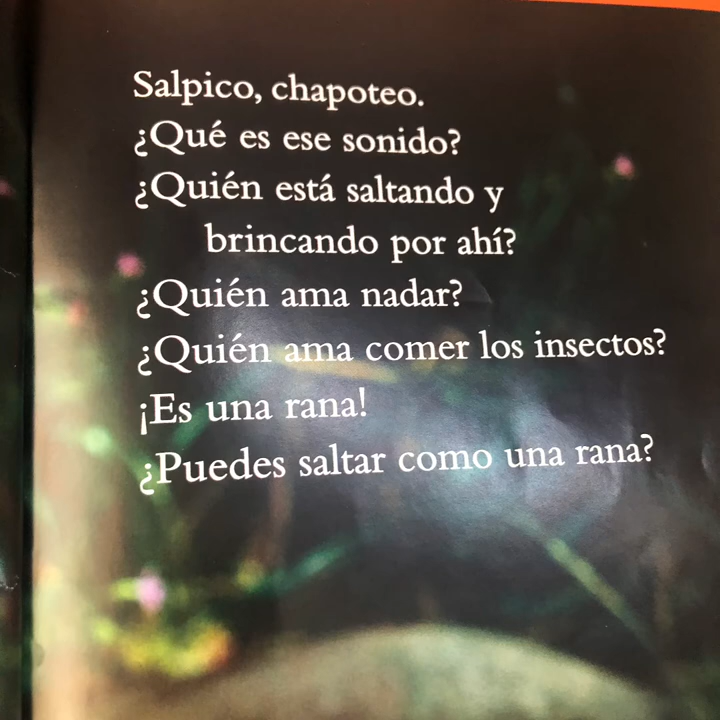 Salpico, chapoteo.
¿Qué es ese sonido?
¿Quién está saltando y
brincando por ahí?
¿Quién ama nadar?
¿Quién ama comer los insectos?
¡Es una rana!
¿Puedes saltar como una rana?